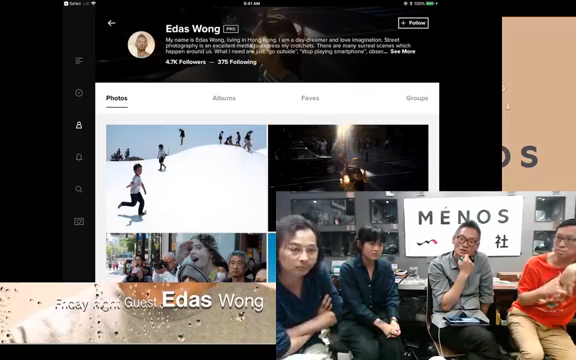 Safari
9:41 AM
100%
Edas Wong PRO
+ Follow
My name is Edas Wong, living in Hong Kong. I am a day-dreamer and love imagination. Street
photography is an excellent media to express my crotchets. There are many surreal scenes which
happen around us. What I need are just "go outside", "stop playing smartphone", obser... See More
4.7K Followers — 375 Following
Photos Albums Faves Groups
OS
MÉNOS
社
Friday Night Guest: Edas Wong